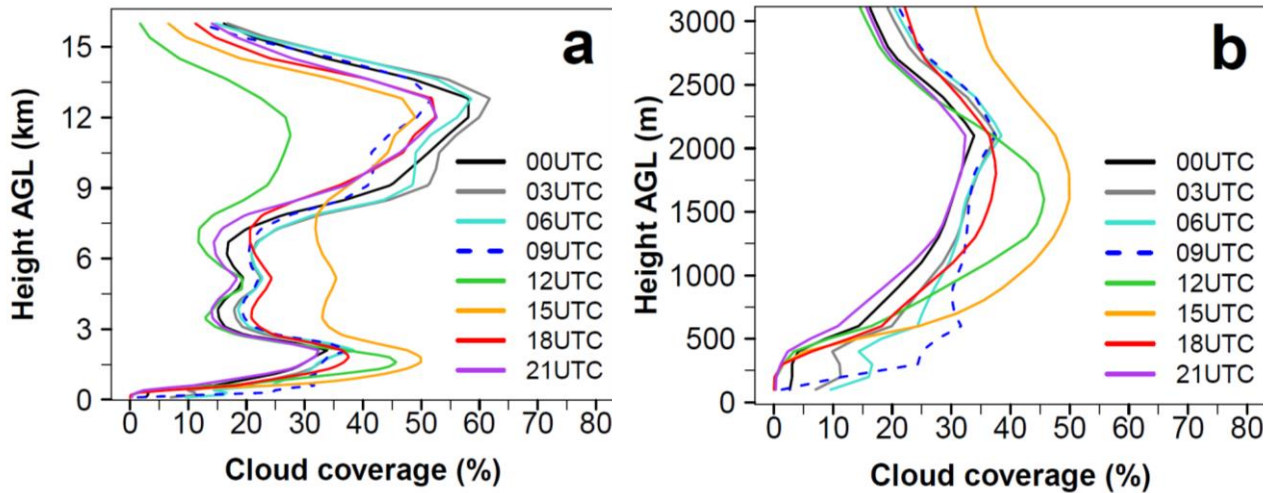 a
Height AGL (km)
15
12
9
6
3
0
0 10 20 30 40 50 60 70 80
Cloud coverage (%)
00UTC
03UTC
06UTC
09UTC
12UTC
15UTC
18UTC
21UTC
b
Height AGL (m)
3000
2500
2000
1500
1000
500
0
0 10 20 30 40 50 60 70 80
Cloud coverage (%)
00UTC
03UTC
06UTC
09UTC
12UTC
15UTC
18UTC
21UTC